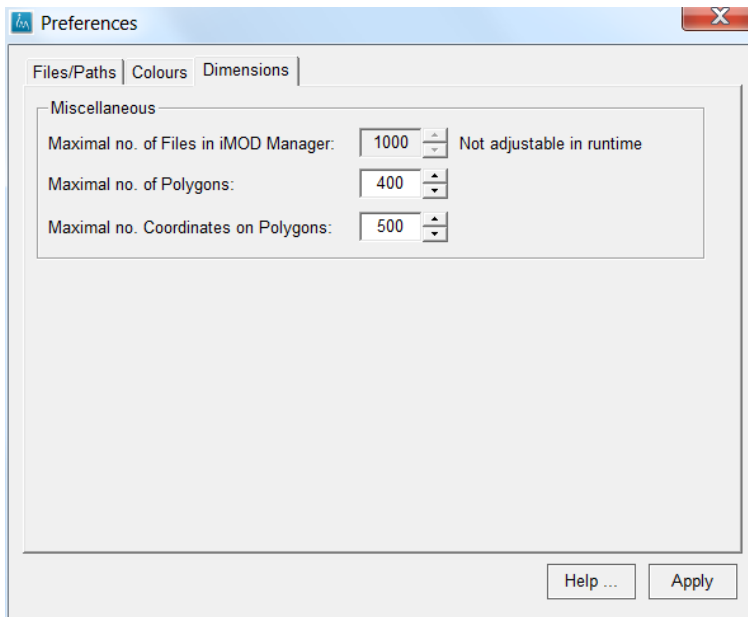 Preferences
Files/Paths Colours Dimensions
Miscellaneous
Maximal no. of Files in iMOD Manager: 1000 Not adjustable in runtime
Maximal no. of Polygons: 400
Maximal no. Coordinates on Polygons: 500
Help ... Apply